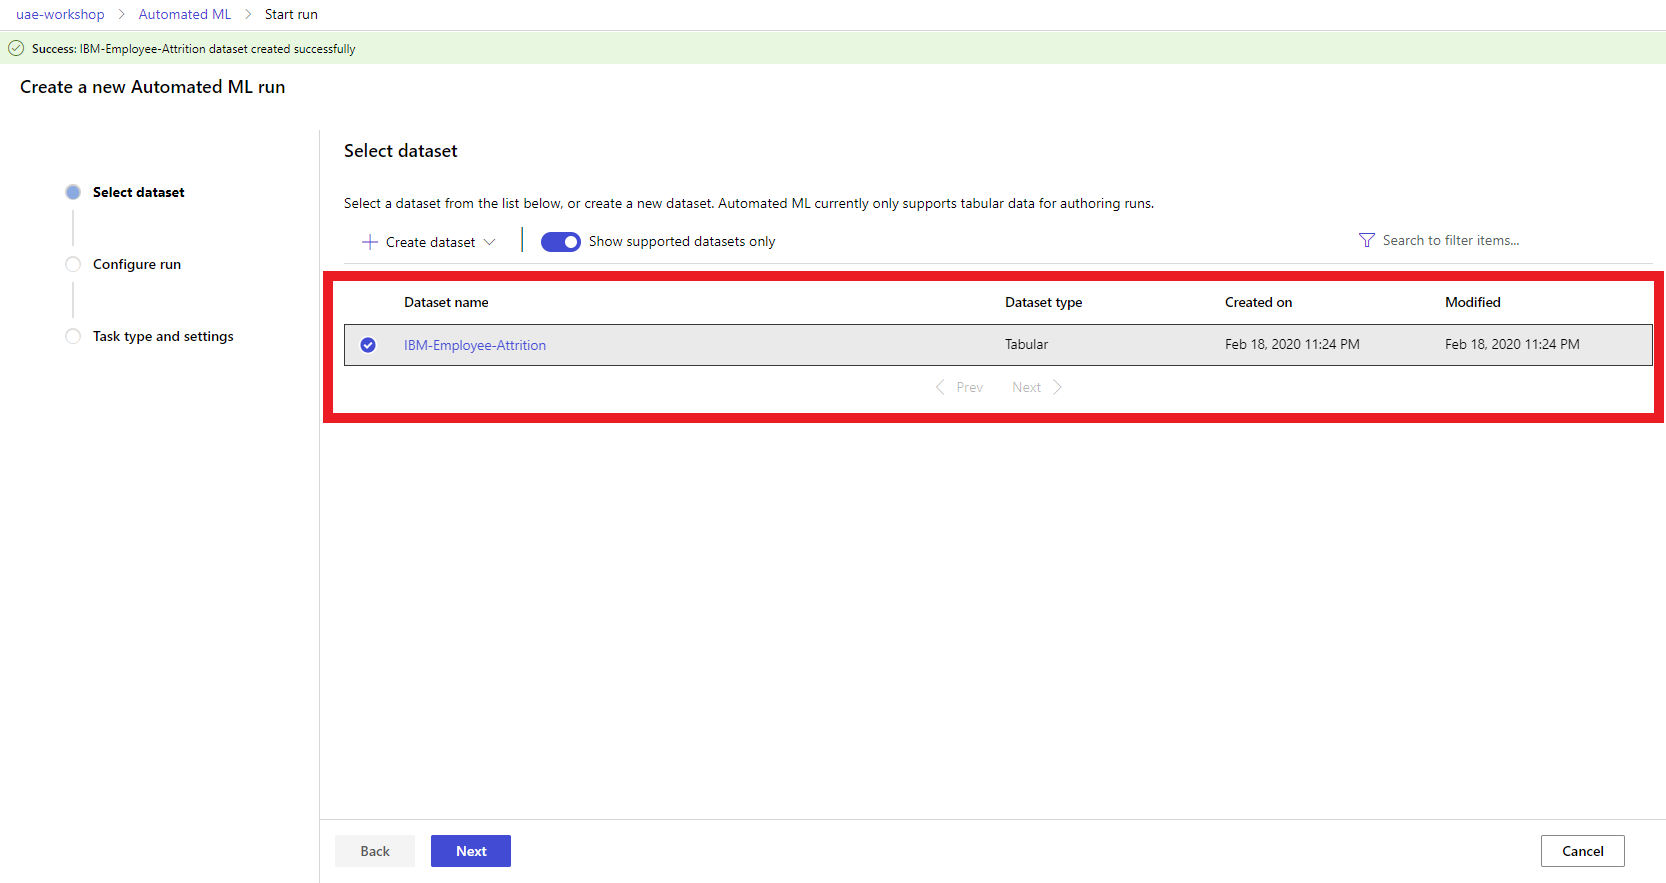 uae-workshop > Automated ML > Start run
Success: IBM-Employee-Attrition dataset created successfully
Create a new Automated ML run
Select dataset
Configure run
Task type and settings
Select dataset
Select a dataset from the list below, or create a new dataset. Automated ML currently only supports tabular data for authoring runs.
Create dataset Show supported datasets only Search to filter items...
Dataset name Dataset type Created on Modified
IBM-Employee-Attrition Tabular Feb 18, 2020 11:24 PM Feb 18, 2020 11:24 PM
Prev Next
Back Next Cancel